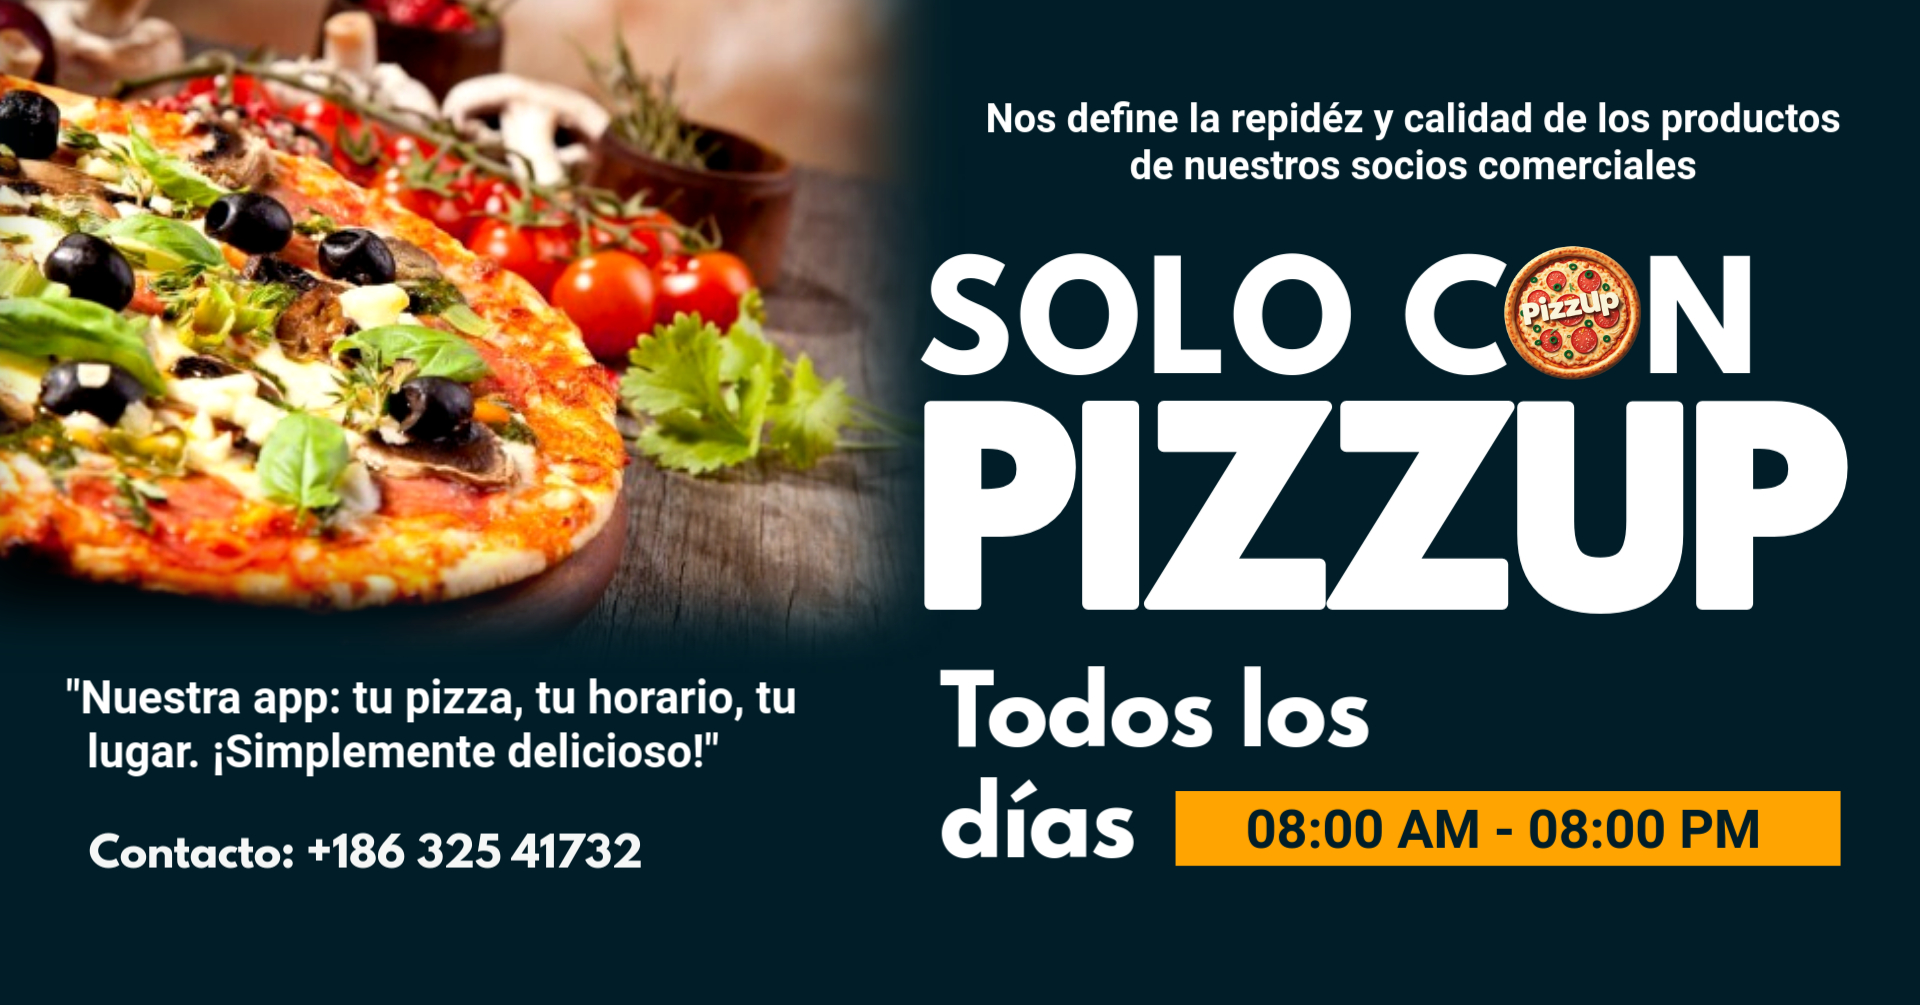 Nos define la repidéz y calidad de los productos
de nuestros socios comerciales
SOLO CON
Pizzup
PIZZUP
Todos los
días
08:00 AM - 08:00 PM
"Nuestra app: tu pizza, tu horario, tu
lugar. ¡Simplemente delicioso!"
Contacto: +186 325 41732